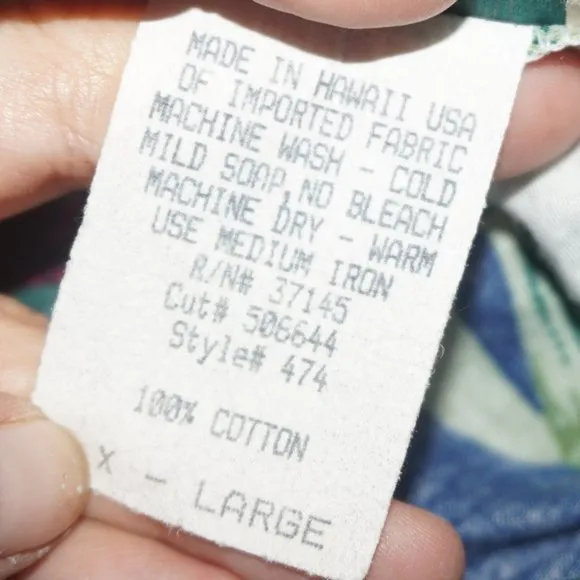 MADE IN HAWAII USA
OF IMPORTED FABRIC
MACHINE WASH - COLD
MILD SOAP,NO BLEACH
MACHINE DRY - WARM
USE MEDIUM IRON
R/N# 37145
Cut# 506644
Style# 474
100% COTTON
X - LARGE